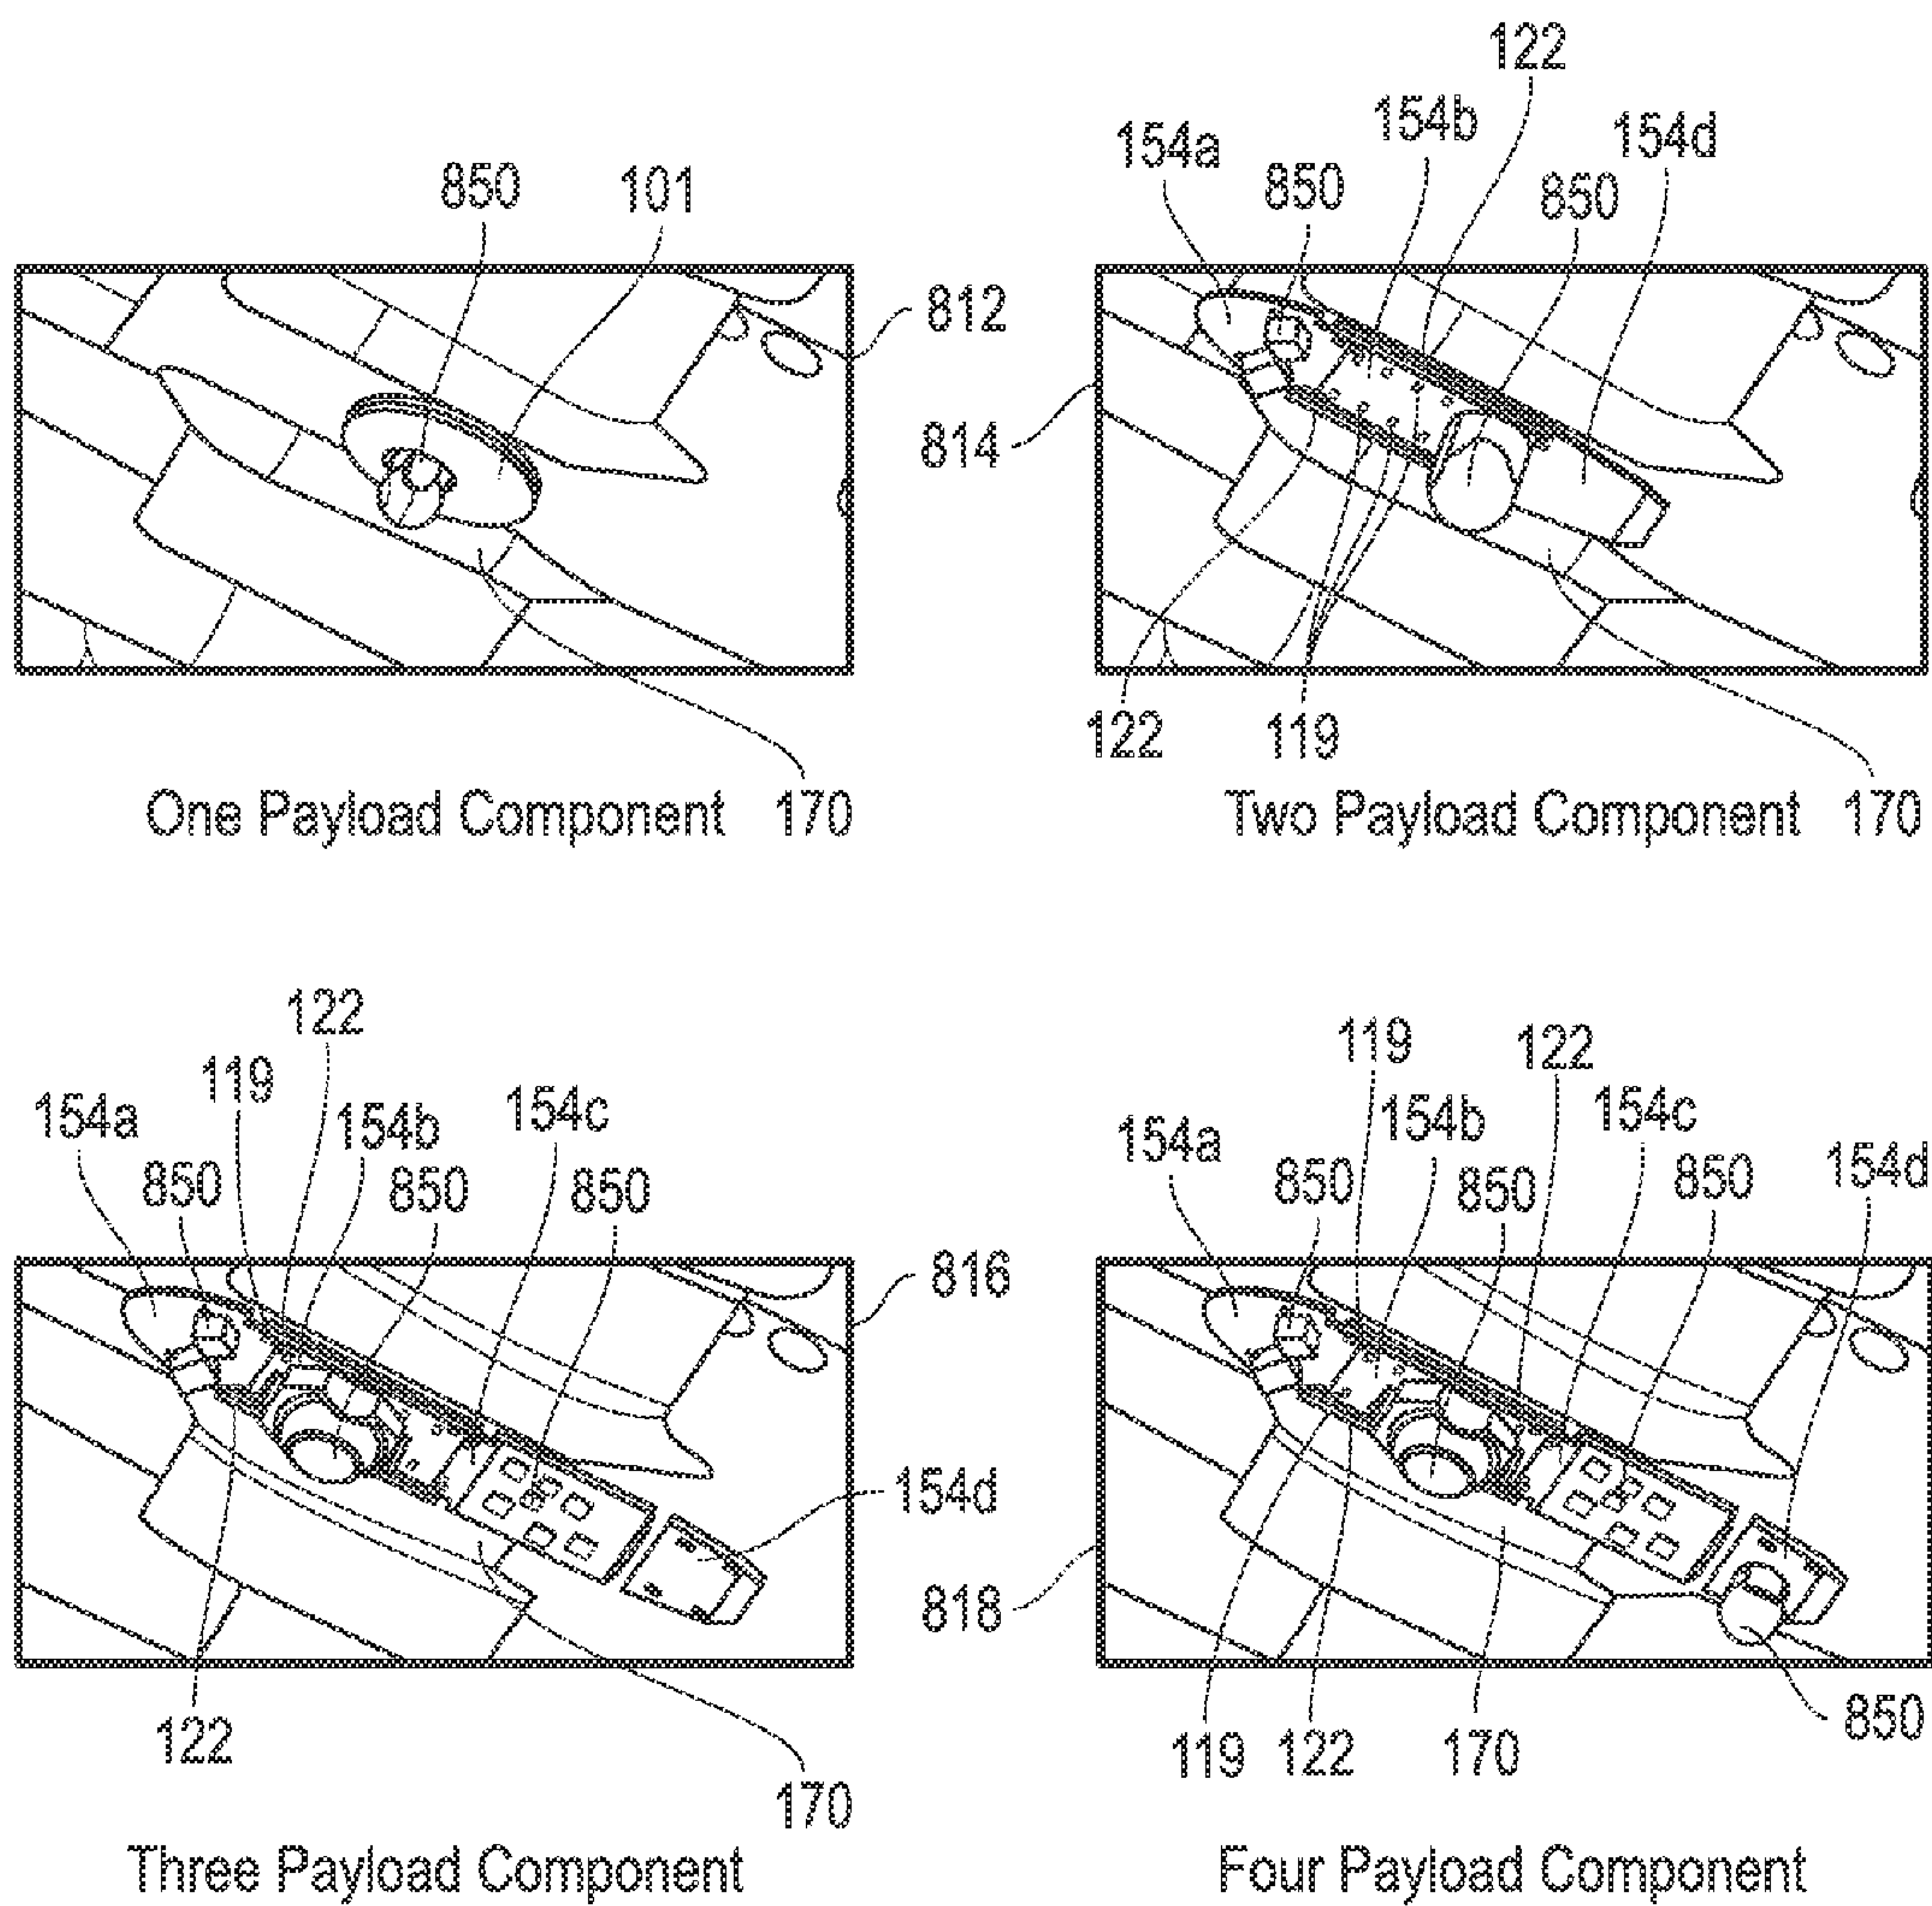 850 101
812
One Payload Component 170
122
154a 154b 154d
850 850
814
122 119
Two Payload Component 170
122
119
154a 154b 154c
850 850 850
816
154d
122
170
Three Payload Component
119 122
154a 154b 154c
850 850 850 154d
818
119 122 170 850
Four Payload Component